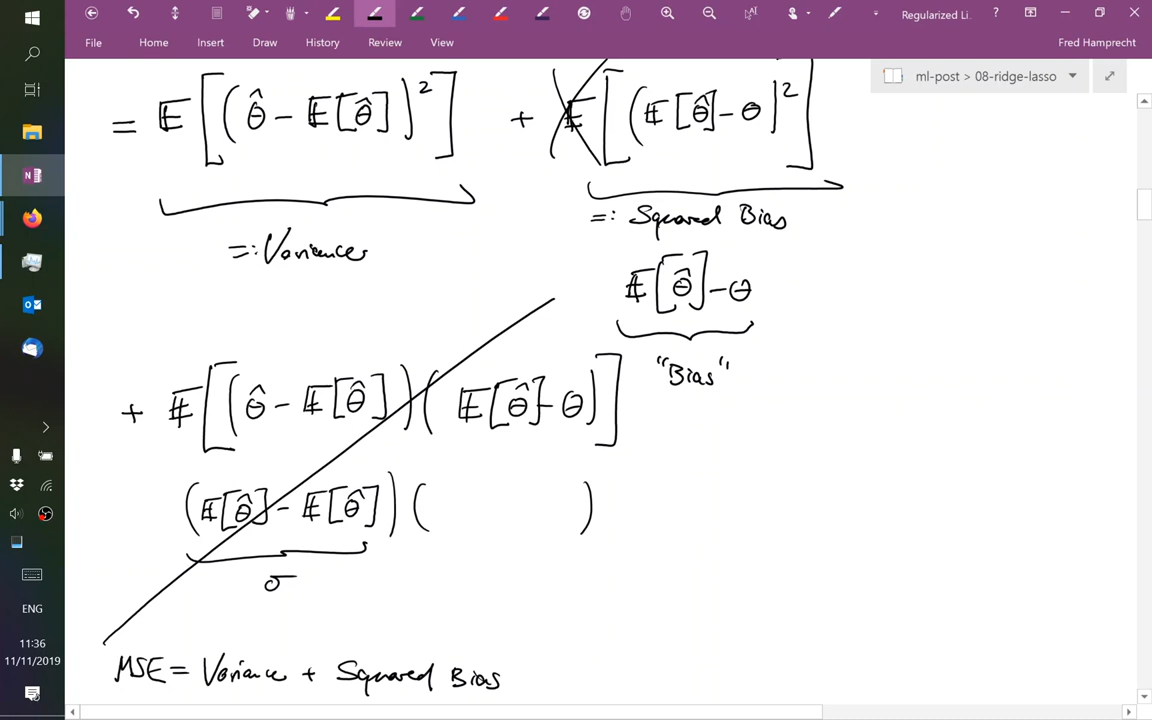 Regularized Li...
File Home Insert Draw History Review View Fred Hamprecht
ml-post > 08-ridge-lasso
= 𝔼[(θ̂ − 𝔼[θ̂])²] + 𝔼[(𝔼[θ̂] − θ)²]
=: Variance =: Squared Bias
𝔼[θ̂] − θ
"Bias"
+ 𝔼[(θ̂ − 𝔼[θ̂])(𝔼[θ̂] − θ)]
(𝔼[θ̂] − 𝔼[θ̂])( )
0
MSE = Variance + Squared Bias
ENG
11:36
11/11/2019